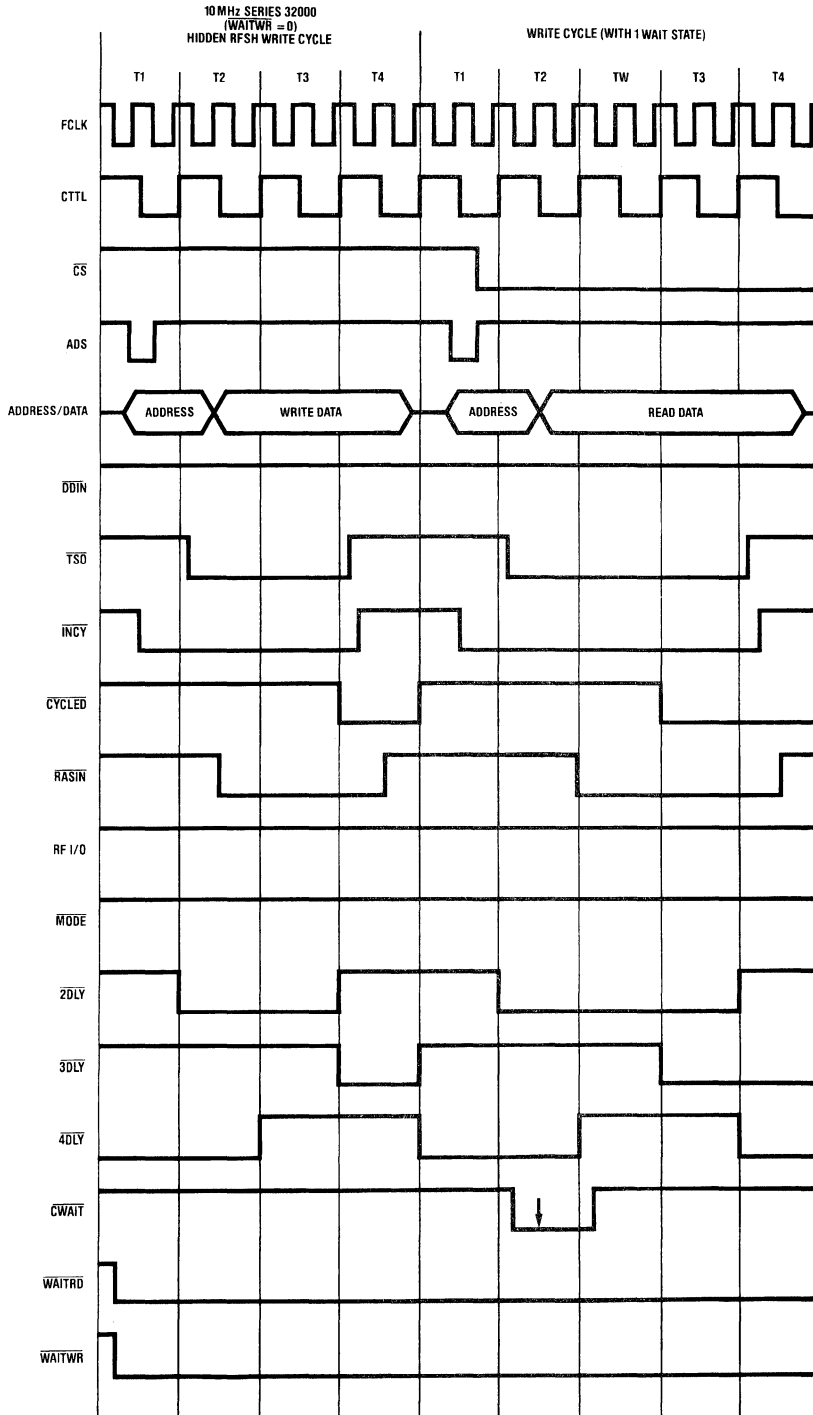 10 MHz SERIES 32000
(WAITWR = 0)
HIDDEN RFSH WRITE CYCLE
WRITE CYCLE (WITH 1 WAIT STATE)
T1 T2 T3 T4 T1 T2 TW T3 T4
FCLK
CTTL
CS
ADS
ADDRESS/DATA ADDRESS WRITE DATA ADDRESS READ DATA
DDIN
TSO
INCY
CYCLED
RASIN
RF I/O
MODE
2DLY
3DLY
4DLY
CWAIT
WAITRD
WAITWR